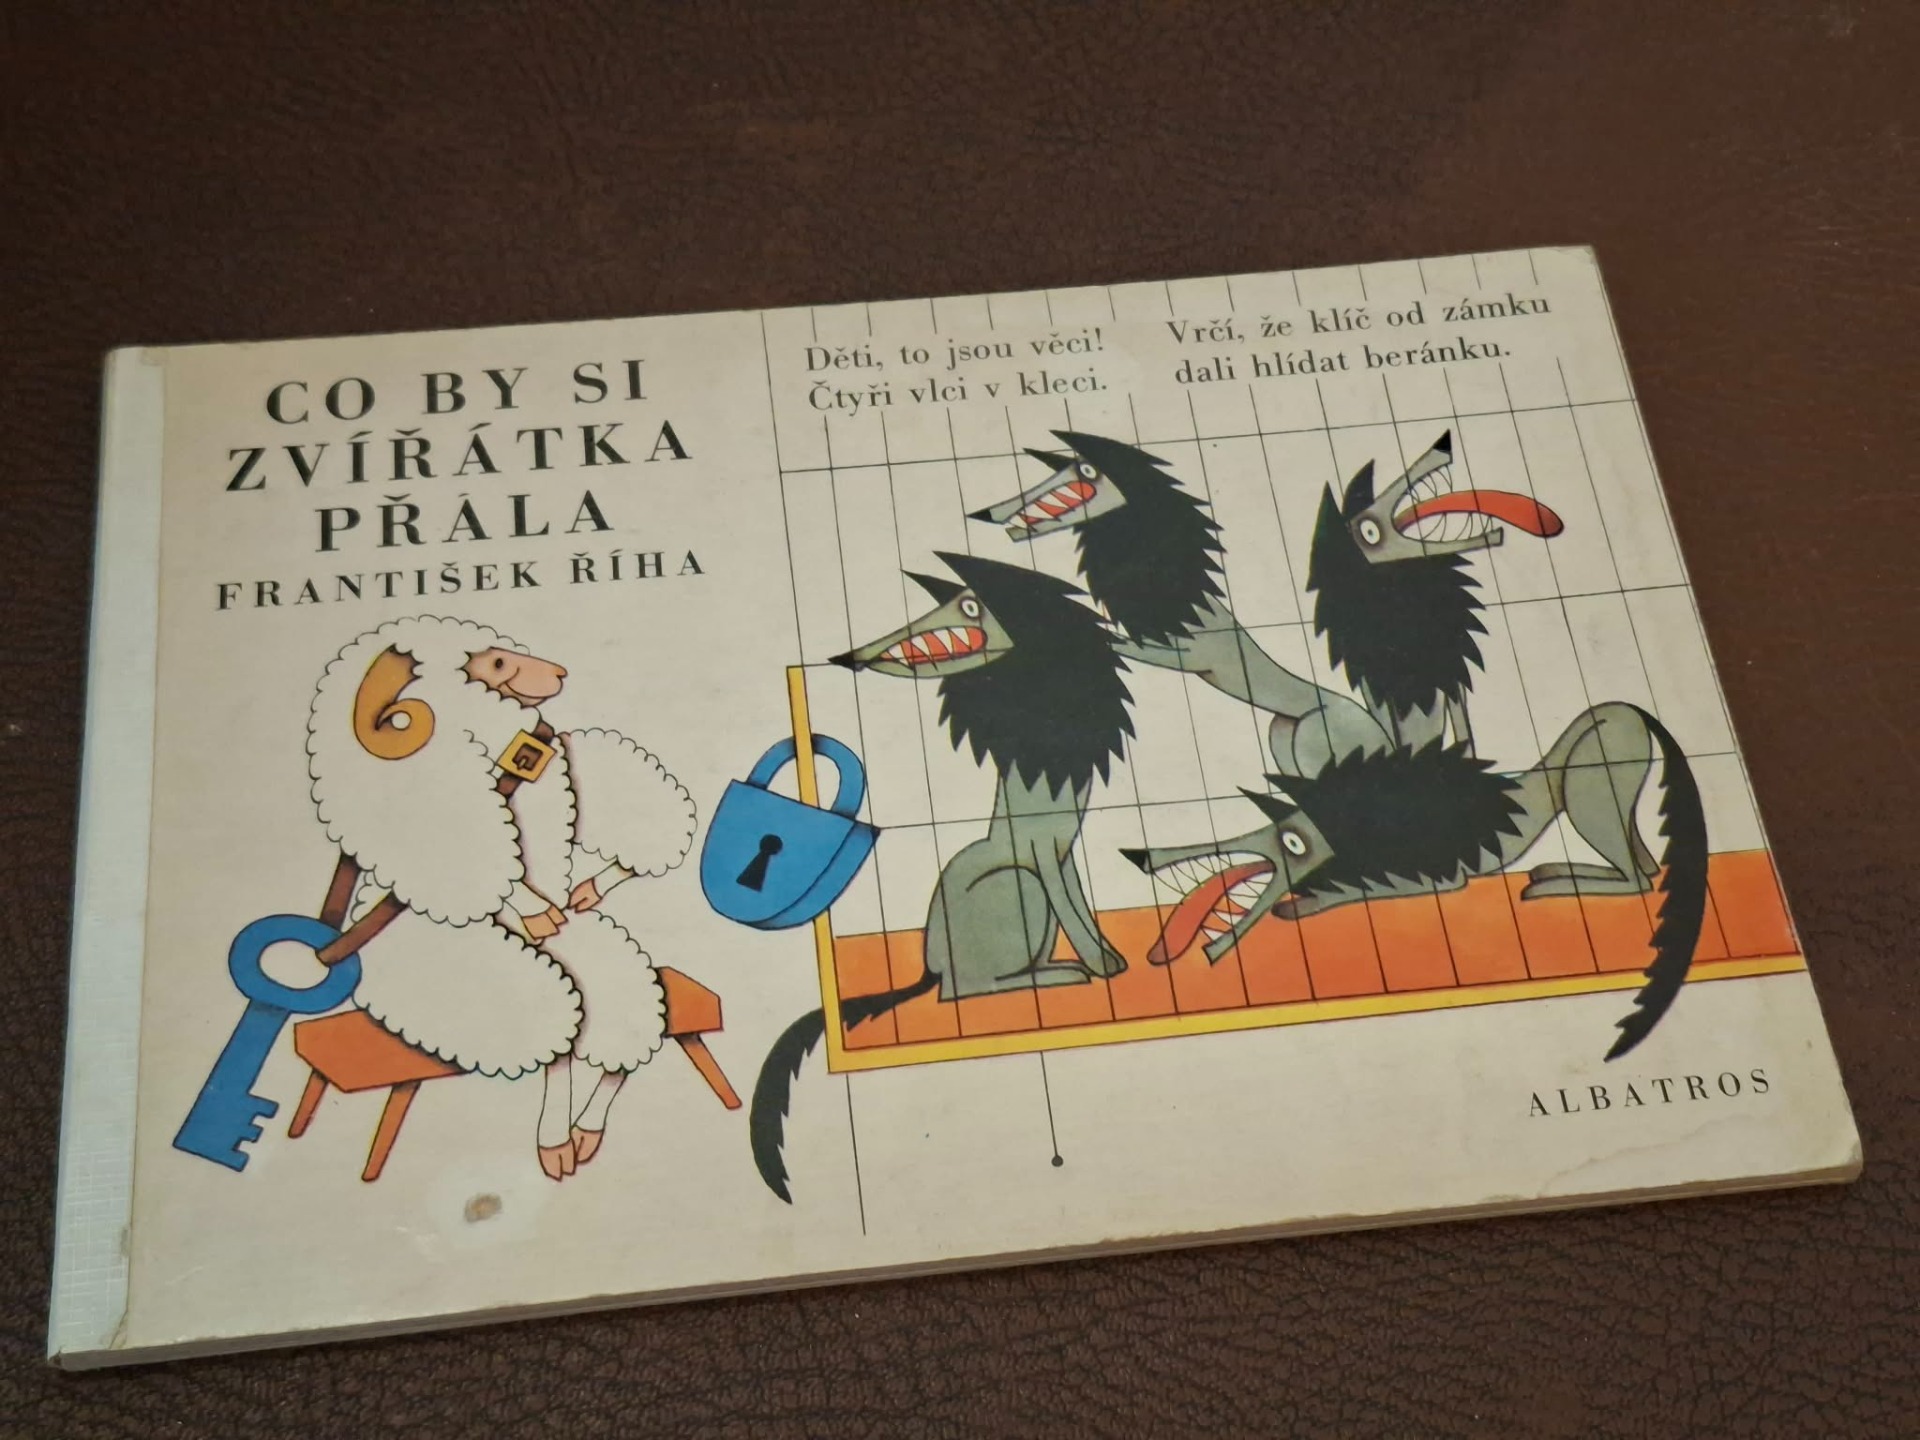 CO BY SI
ZVÍŘÁTKA
PŘÁLA
FRANTIŠEK ŘÍHA
Děti, to jsou věci!
Čtyři vlci v kleci.
Vrčí, že klíč od zámku
dali hlídat beránku.
ALBATROS